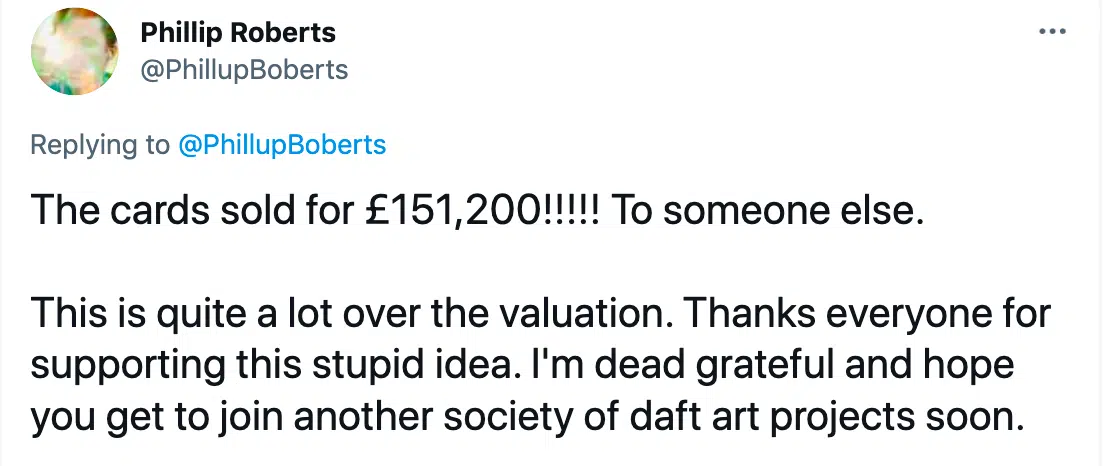 Phillip Roberts
@PhillupBoberts
Replying to @PhillupBoberts
The cards sold for £151,200!!!!! To someone else.
This is quite a lot over the valuation. Thanks everyone for
supporting this stupid idea. I'm dead grateful and hope
you get to join another society of daft art projects soon.